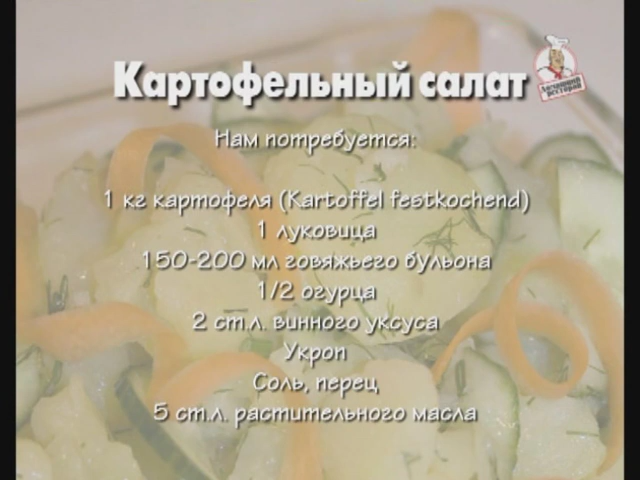 Картофельный салат
Нам потребуется:
1 кг картофеля (Kartoffel festkochend)
1 луковица
150-200 мл говяжьего бульона
1/2 огурца
2 ст.л. винного уксуса
Укроп
Соль, перец
5 ст.л. растительного масла